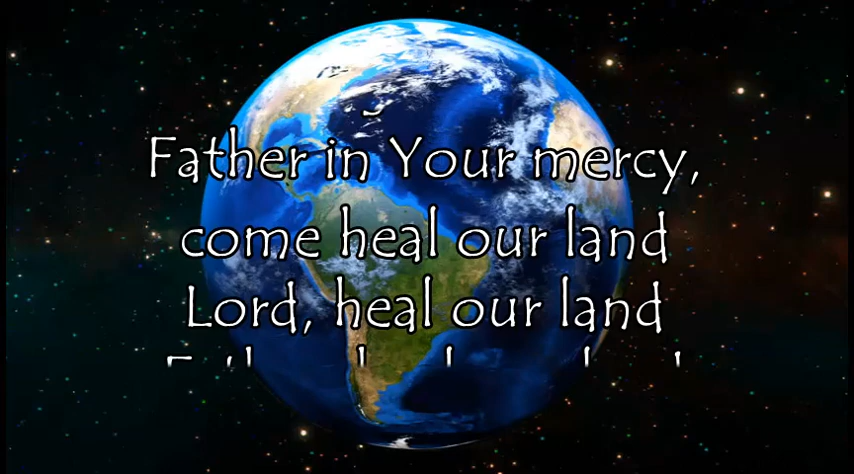 Father in Your mercy,
come heal our land
Lord, heal our land